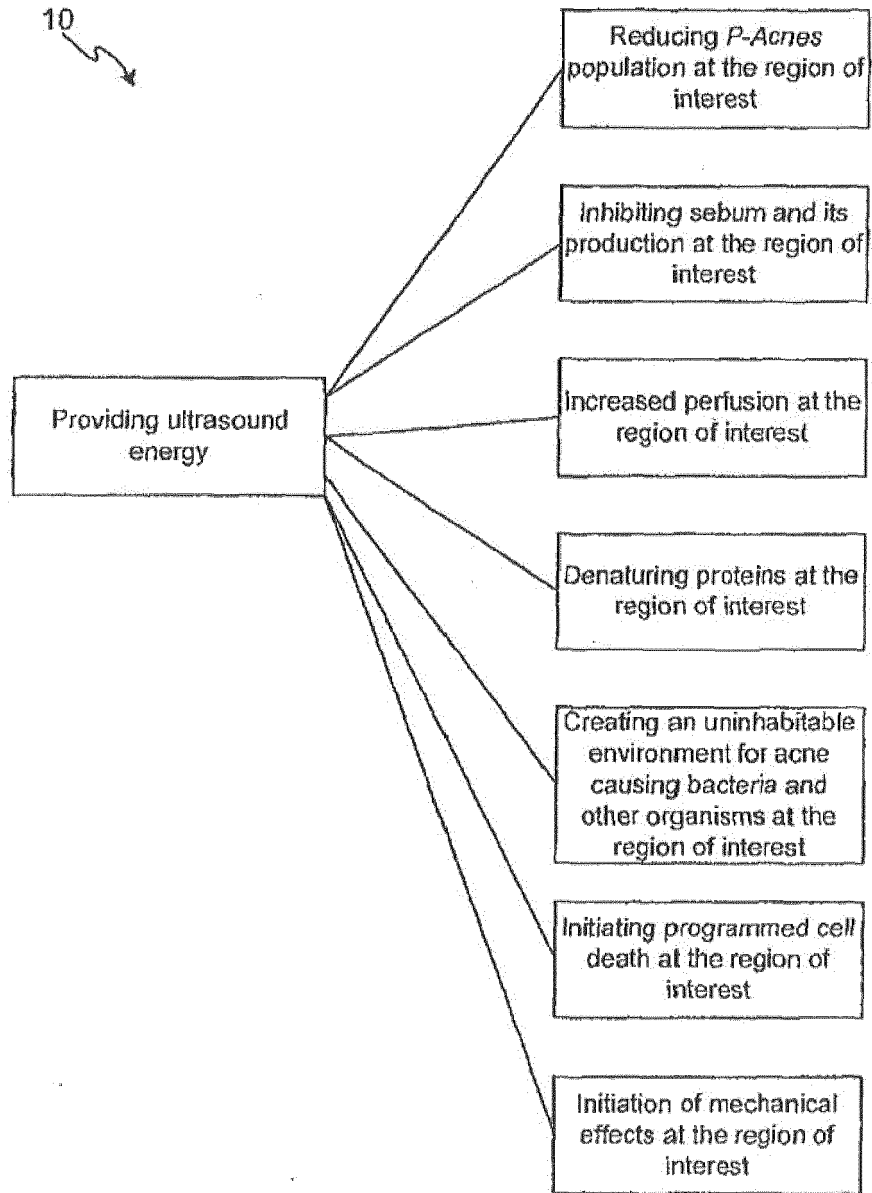 10
Reducing P-Acnes
population at the region of
interest
Inhibiting sebum and its
production at the region of
interest
Providing ultrasound
energy
Increased perfusion at the
region of interest
Denaturing proteins at the
region of interest
Creating an uninhabitable
environment for acne
causing bacteria and
other organisms at the
region of interest
Initiating programmed cell
death at the region of
interest
Initiation of mechanical
effects at the region of
interest